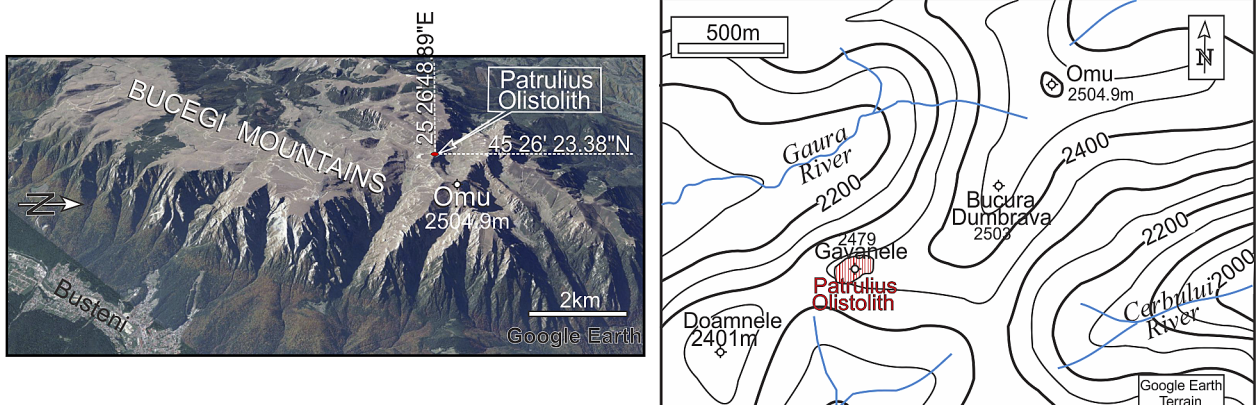 25.26'48.89"E
Patrulius
Olistolith
BUCEGI MOUNTAINS
45 26' 23.38"N
N
Omu
2504.9m
2km
Busteni
Google Earth
500m
N
Omu
2504.9m
Gaura
River
2400
2200
Bucura
Dumbrava
2503
2200
2479
Gavanele
Patrulius
Olistolith
2000
Cerbului
River
Doamnele
2401m
Google Earth
Terrain